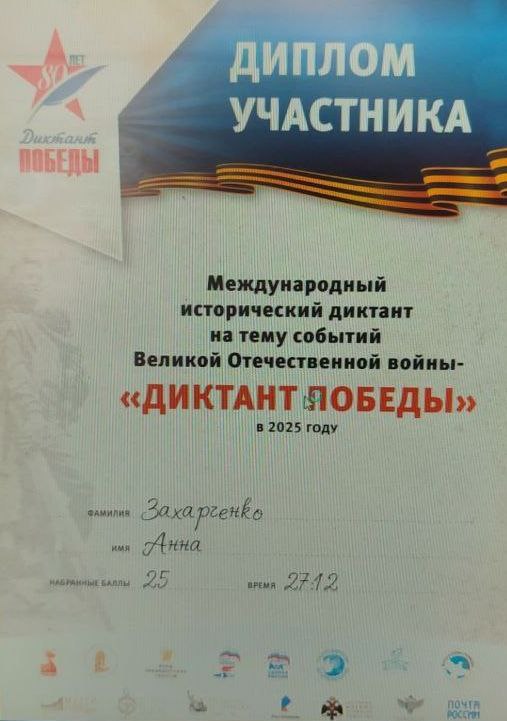 80 ЛЕТ
Диктант
ПОБЕДЫ
ДИПЛОМ
УЧАСТНИКА
Международный
исторический диктант
на тему событий
Великой Отечественной войны-
«ДИКТАНТ ПОБЕДЫ»
в 2025 году
ФАМИЛИЯ Захарченко
ИМЯ Анна
НАБРАННЫЕ БАЛЛЫ 25 ВРЕМЯ 27:12
ПОЧТА
РОССИИ